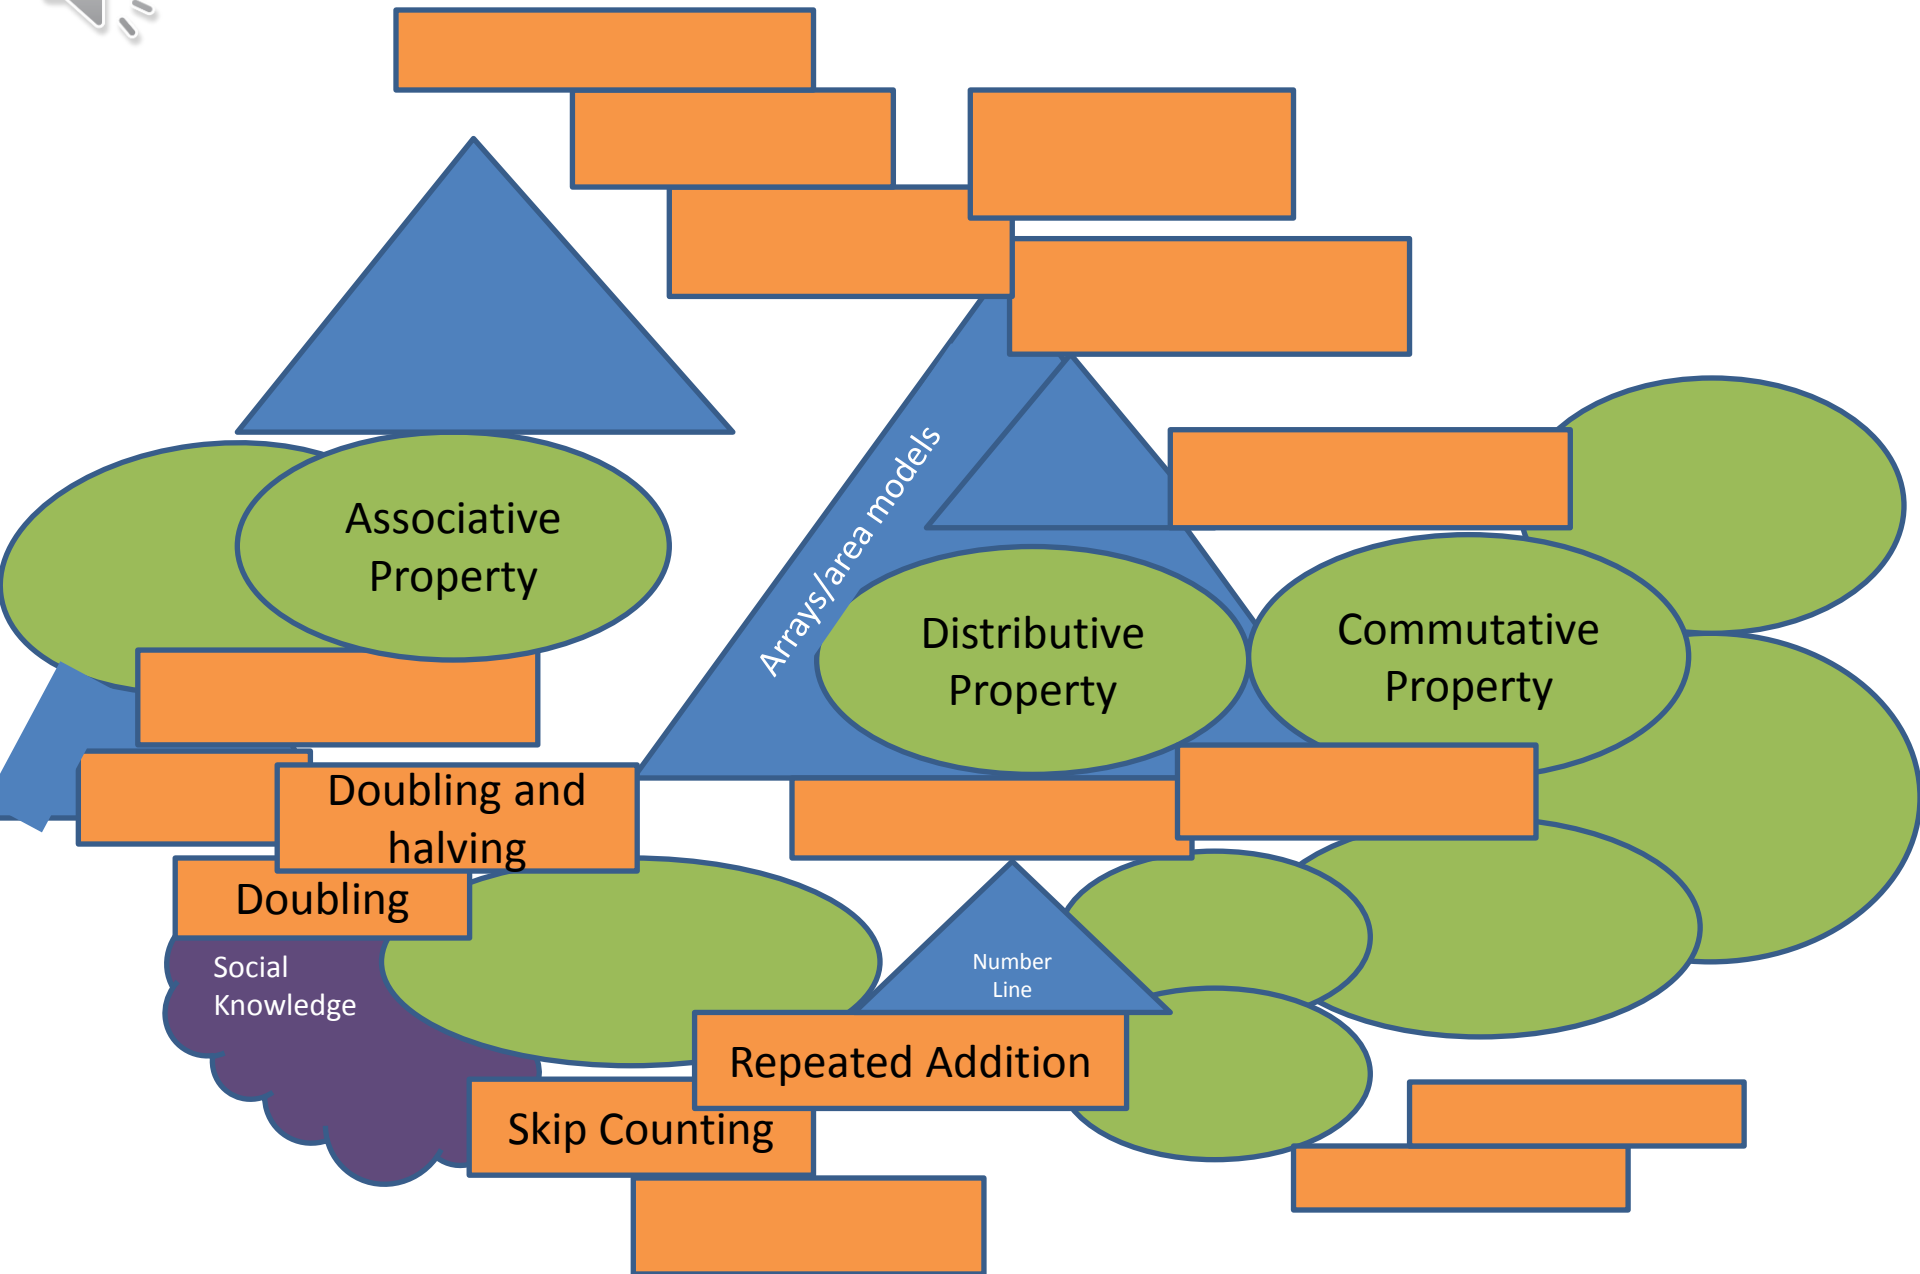 Arrays/area models
Associative
Property
Distributive
Property
Commutative
Property
Doubling and
halving
Doubling
Social
Knowledge
Number
Line
Repeated Addition
Skip Counting